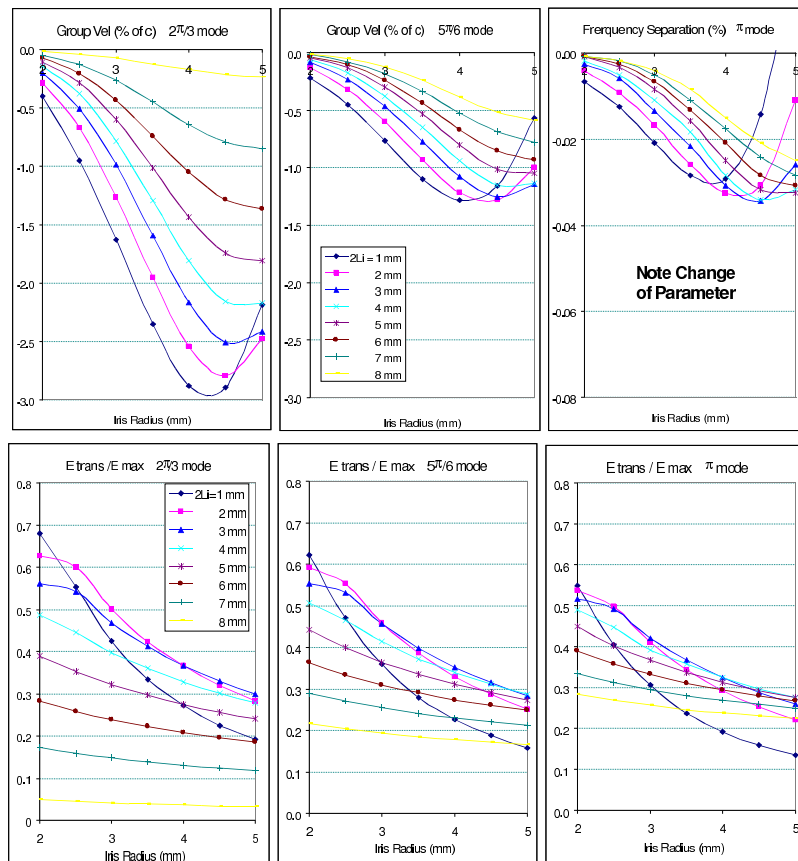 Group Vel (% of c) 2π/3 mode
0.0
-0.5
-1.0
-1.5
-2.0
-2.5
-3.0
2 3 4 5
Iris Radius (mm)
Group Vel (% of c) 5π/6 mode
0.0
-0.5
-1.0
-1.5
-2.0
-2.5
-3.0
2 3 4 5
2Li = 1 mm
2 mm
3 mm
4 mm
5 mm
6 mm
7 mm
8 mm
Iris Radius (mm)
Frerquency Separation (%) π mode
0.00
-0.02
-0.04
-0.06
-0.08
2 3 4 5
Note Change
of Parameter
Iris Radius (mm)
E trans /E max 2π/3 mode
0.8
0.7
0.6
0.5
0.4
0.3
0.2
0.1
0
2 3 4 5
2Li=1 mm
2 mm
3 mm
4 mm
5 mm
6 mm
7 mm
8 mm
Iris Radius (mm)
E trans / E max 5π/6 mode
0.8
0.7
0.6
0.5
0.4
0.3
0.2
0.1
0.0
2 3 4 5
Iris Radius (mm)
E trans / E max π mode
0.8
0.7
0.6
0.5
0.4
0.3
0.2
0.1
0.0
2 3 4 5
Iris Radius (mm)